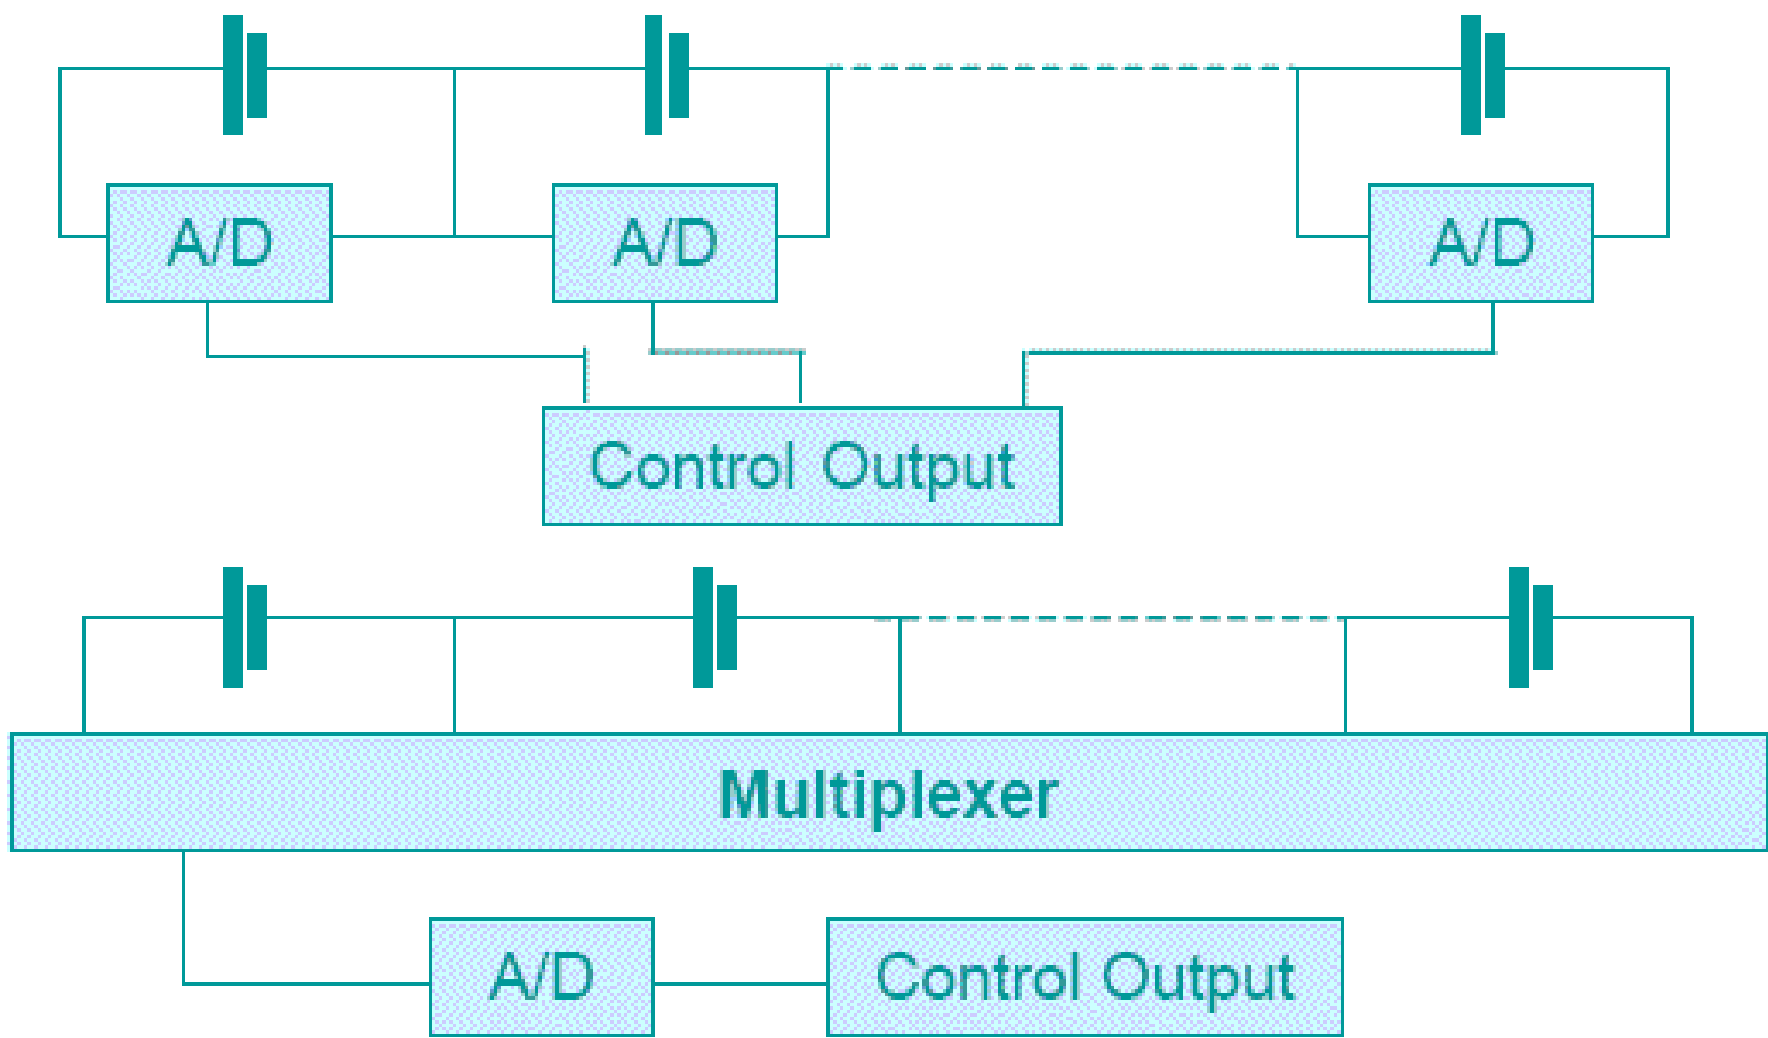 A/D
A/D
A/D
Control Output
Multiplexer
A/D
Control Output